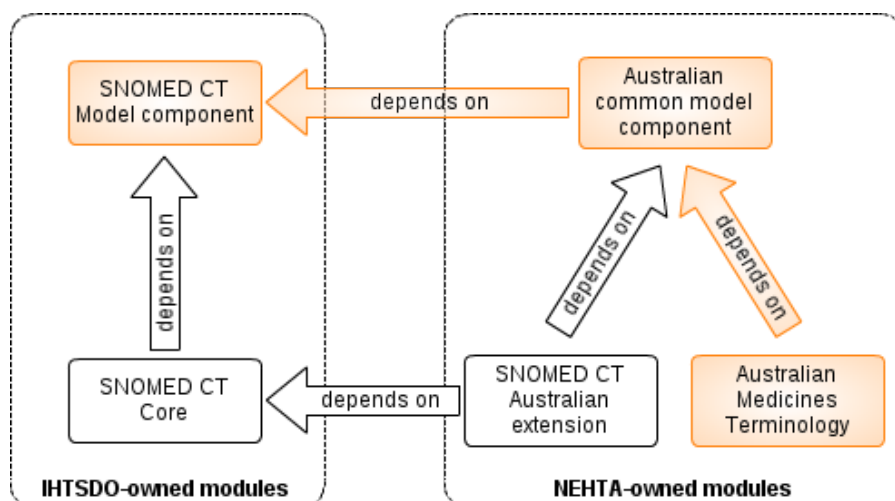 SNOMED CT
Model component
depends on
Australian
common model
component
depends on
depends on
depends on
SNOMED CT
Core
depends on
SNOMED CT
Australian
extension
Australian
Medicines
Terminology
IHTSDO-owned modules
NEHTA-owned modules